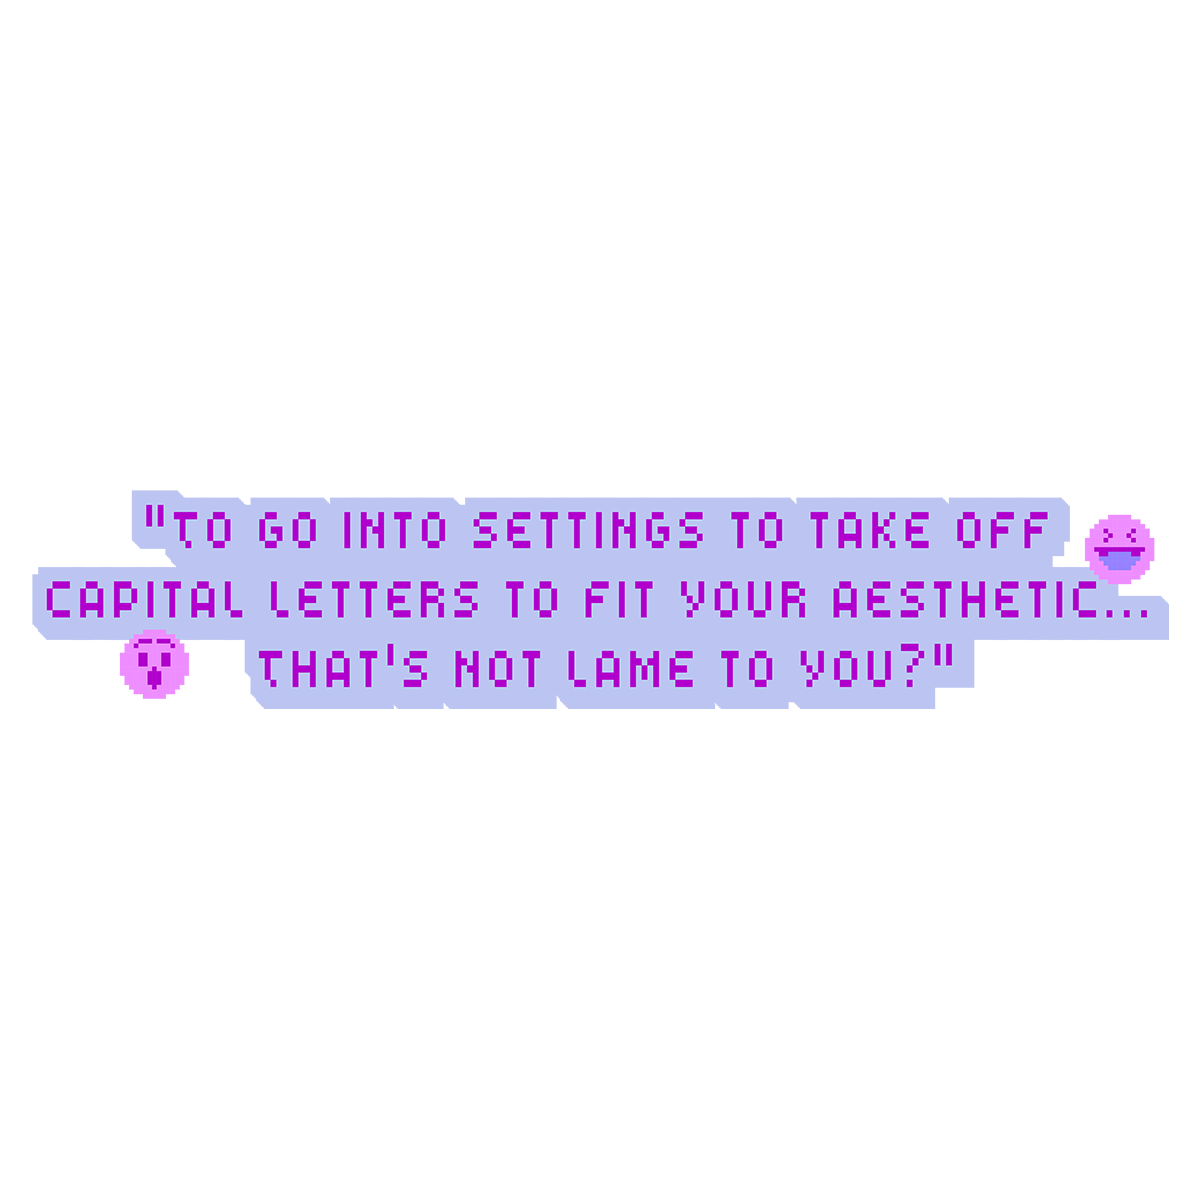 "TO GO INTO SETTINGS TO TAKE OFF
CAPITAL LETTERS TO FIT YOUR AESTHETIC...
THAT'S NOT LAME TO YOU?"